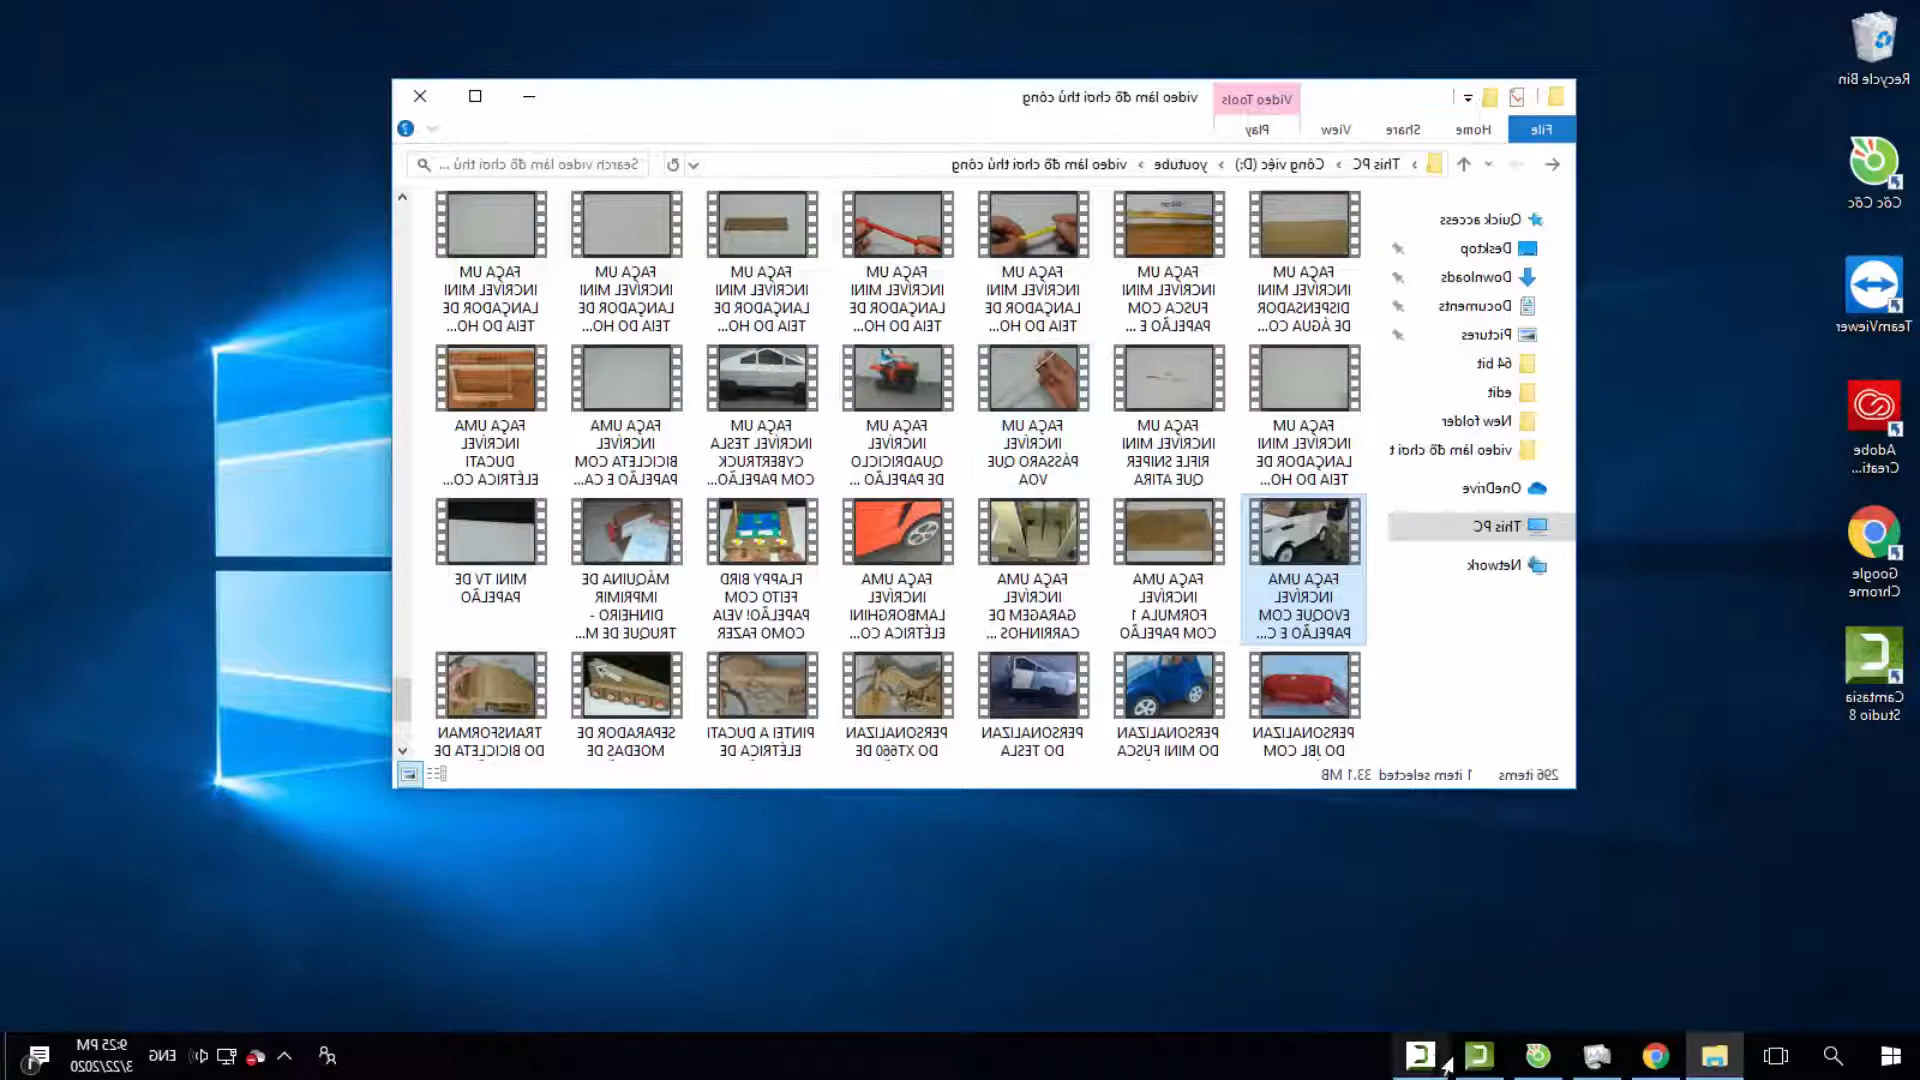 Recycle Bin
Cốc Cốc
TeamViewer
Adobe
Creati...
Google
Chrome
Camtasia
Studio 8
Video Tools
video làm đồ chơi thủ công
File
Home
Share
View
Play
This PC › Công việc (D:) › youtube › video làm đồ chơi thủ công
Search video làm đồ chơi thủ ...
Quick access
Desktop
Downloads
Documents
Pictures
64 bit
edit
New folder
video làm đồ chơi t
OneDrive
This PC
Network
FAÇA UM
INCRÍVEL MINI
DISPENSADOR
DE ÁGUA CO...
FAÇA UM
INCRÍVEL MINI
FUSCA COM
PAPELÃO E ...
FAÇA UM
INCRÍVEL MINI
LANÇADOR DE
TEIA DO HO...
FAÇA UM
INCRÍVEL MINI
LANÇADOR DE
TEIA DO HO...
FAÇA UM
INCRÍVEL MINI
LANÇADOR DE
TEIA DO HO...
FAÇA UM
INCRÍVEL MINI
LANÇADOR DE
TEIA DO HO...
FAÇA UM
INCRÍVEL MINI
LANÇADOR DE
TEIA DO HO...
FAÇA UM
INCRÍVEL MINI
LANÇADOR DE
TEIA DO HO...
FAÇA UM
INCRÍVEL MINI
RIFLE SNIPER
QUE ATIRA
FAÇA UM
INCRÍVEL
PÁSSARO QUE
VOA
FAÇA UM
INCRÍVEL
QUADRICICLO
DE PAPELÃO ...
FAÇA UM
INCRÍVEL TESLA
CYBERTRUCK
COM PAPELÃO...
FAÇA UMA
INCRÍVEL
BICICLETA COM
PAPELÃO E CA...
FAÇA UMA
INCRÍVEL
DUCATI
ELÉTRICA CO...
FAÇA UMA
INCRÍVEL
EVOQUE COM
PAPELÃO E C...
FAÇA UMA
INCRÍVEL
FORMULA 1
COM PAPELÃO
FAÇA UMA
INCRÍVEL
GARAGEM DE
CARRINHOS ...
FAÇA UMA
INCRÍVEL
LAMBORGHINI
ELÉTRICA CO...
FLAPPY BIRD
FEITO COM
PAPELÃO! VEJA
COMO FAZER
MÁQUINA DE
IMPRIMIR
DINHEIRO -
TRUQUE DE M...
MINI TV DE
PAPELÃO
PERSONALIZAN
DO JBL COM
PERSONALIZAN
DO MINI FUSCA
PERSONALIZAN
DO TESLA
PERSONALIZAN
DO XT660 DE
PINTEI A DUCATI
ELÉTRICA DE
SEPARADOR DE
MOEDAS DE
TRANSFORMAN
DO BICICLETA DE
296 items
1 item selected 33.1 MB
ENG
9:25 PM
3/22/2020